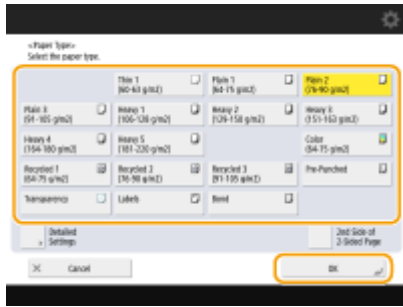 <Paper Type>
Select the paper type.
Thin 1
(60-63 g/m2)
Plain 1
(64-75 g/m2)
Plain 2
(76-90 g/m2)
Plain 3
(91-105 g/m2)
Heavy 1
(106-128 g/m2)
Heavy 2
(129-150 g/m2)
Heavy 3
(151-163 g/m2)
Heavy 4
(164-180 g/m2)
Heavy 5
(181-220 g/m2)
Color
(64-75 g/m2)
Recycled 1
(64-75 g/m2)
Recycled 2
(76-90 g/m2)
Recycled 3
(91-105 g/m2)
Pre-Punched
Transparency
Labels
Bond
Detailed
Settings
2nd Side of
2-Sided Page
Cancel
OK